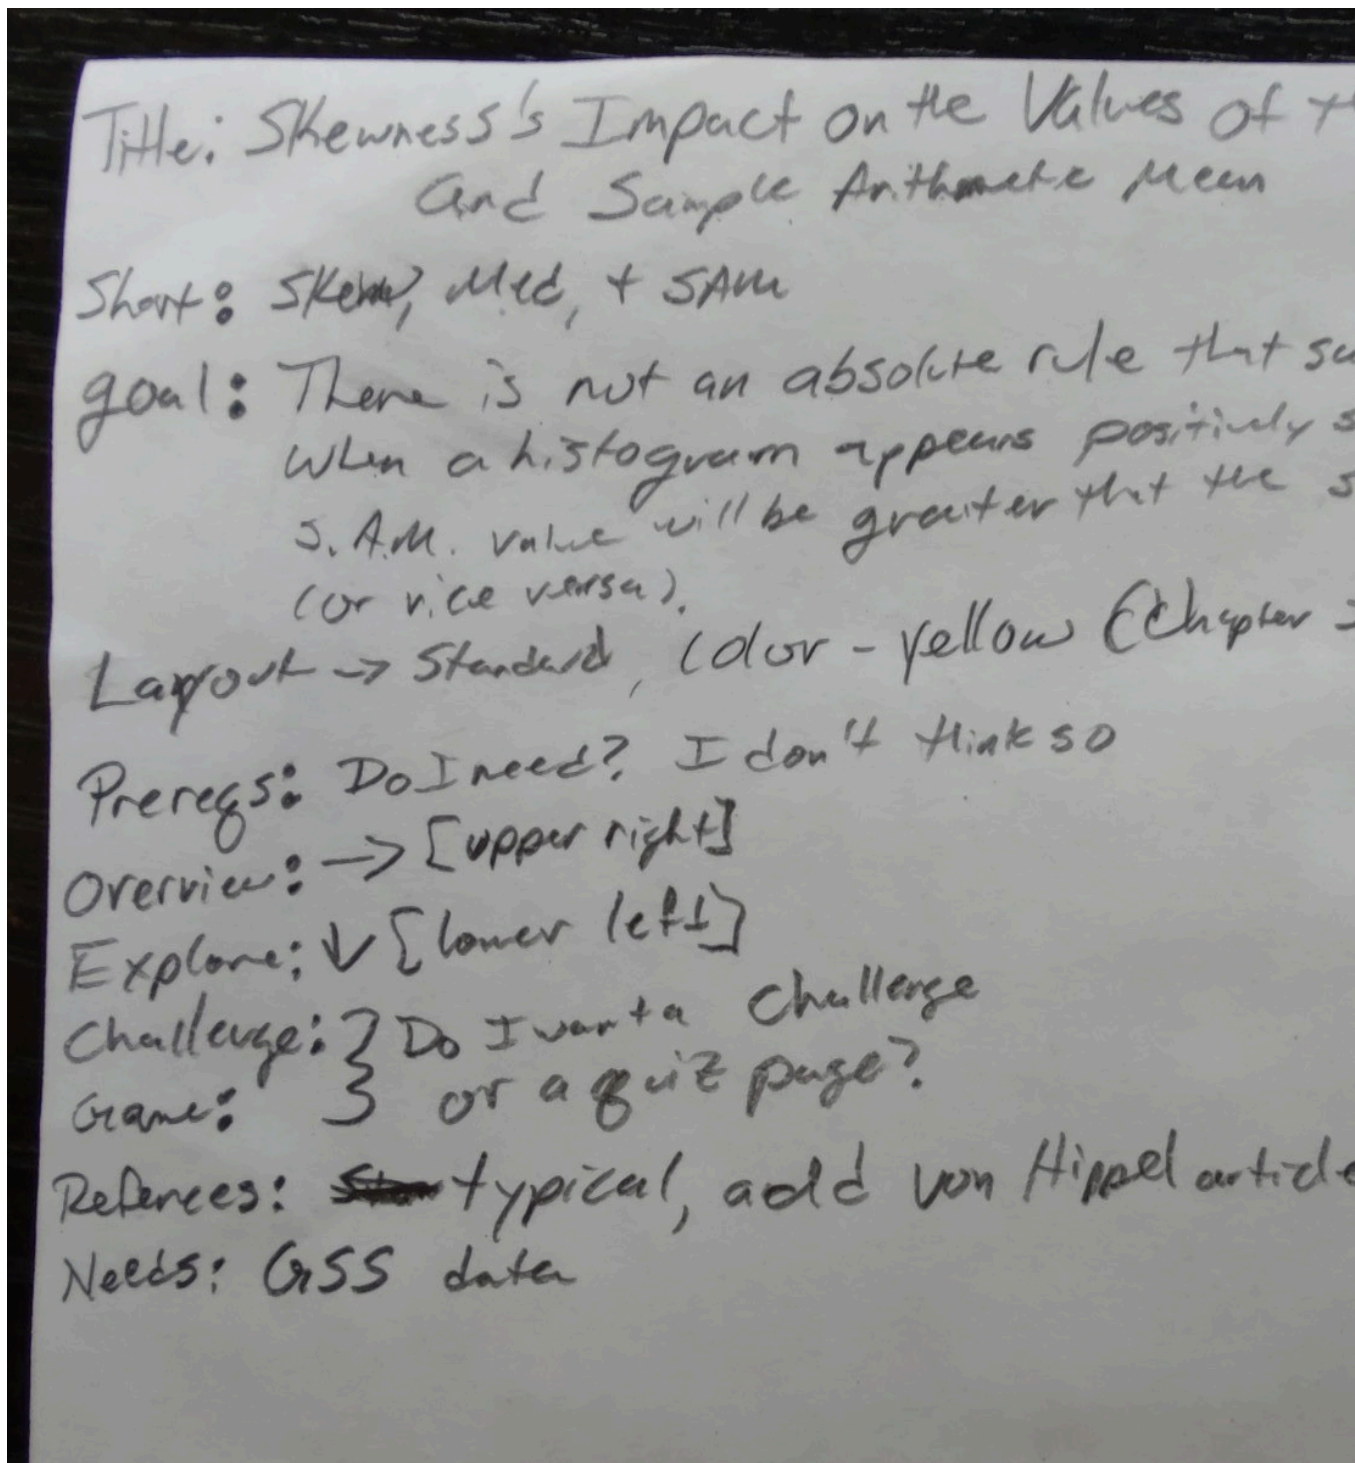 Title: Skewness's Impact on the Values of th
and Sample Arithmetic Mean
Short: Skew, Med, + SAM
goal: There is not an absolute rule that sa
when a histogram appears positively s
S.A.M. value will be greater that the s
(or vice versa).
Layout -> Standard, Color - yellow (Chapter
Prereqs: Do I need? I don't think so
Overview: -> [upper right]
Explore: ↓ [lower left]
Challenge: } Do I want a challenge
Game: } or a quiz page?
Refernces: typical, add von Hippel article
Needs: GSS data